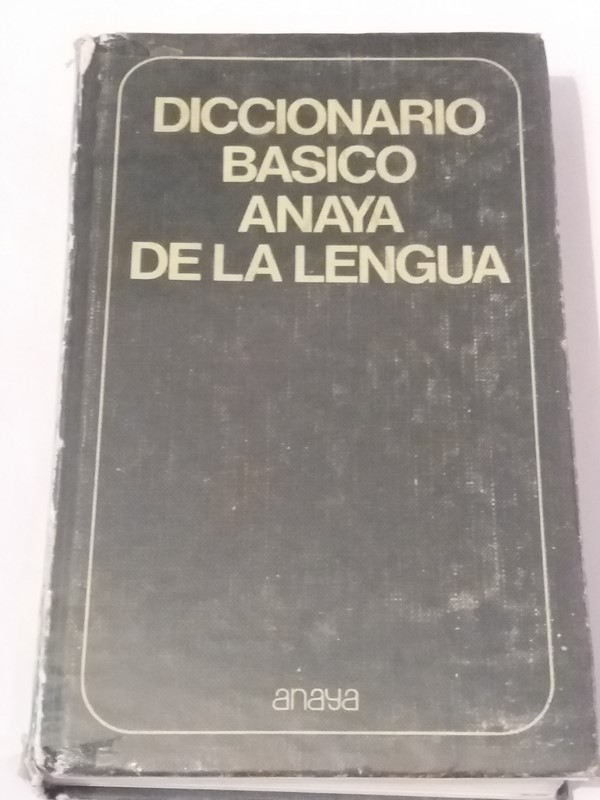 DICCIONARIO
BASICO
ANAYA
DE LA LENGUA
anaya